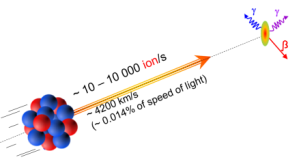 γ γ
β
~ 10 – 10 000 ion/s
~ 4200 km/s
(~ 0.014% of speed of light)